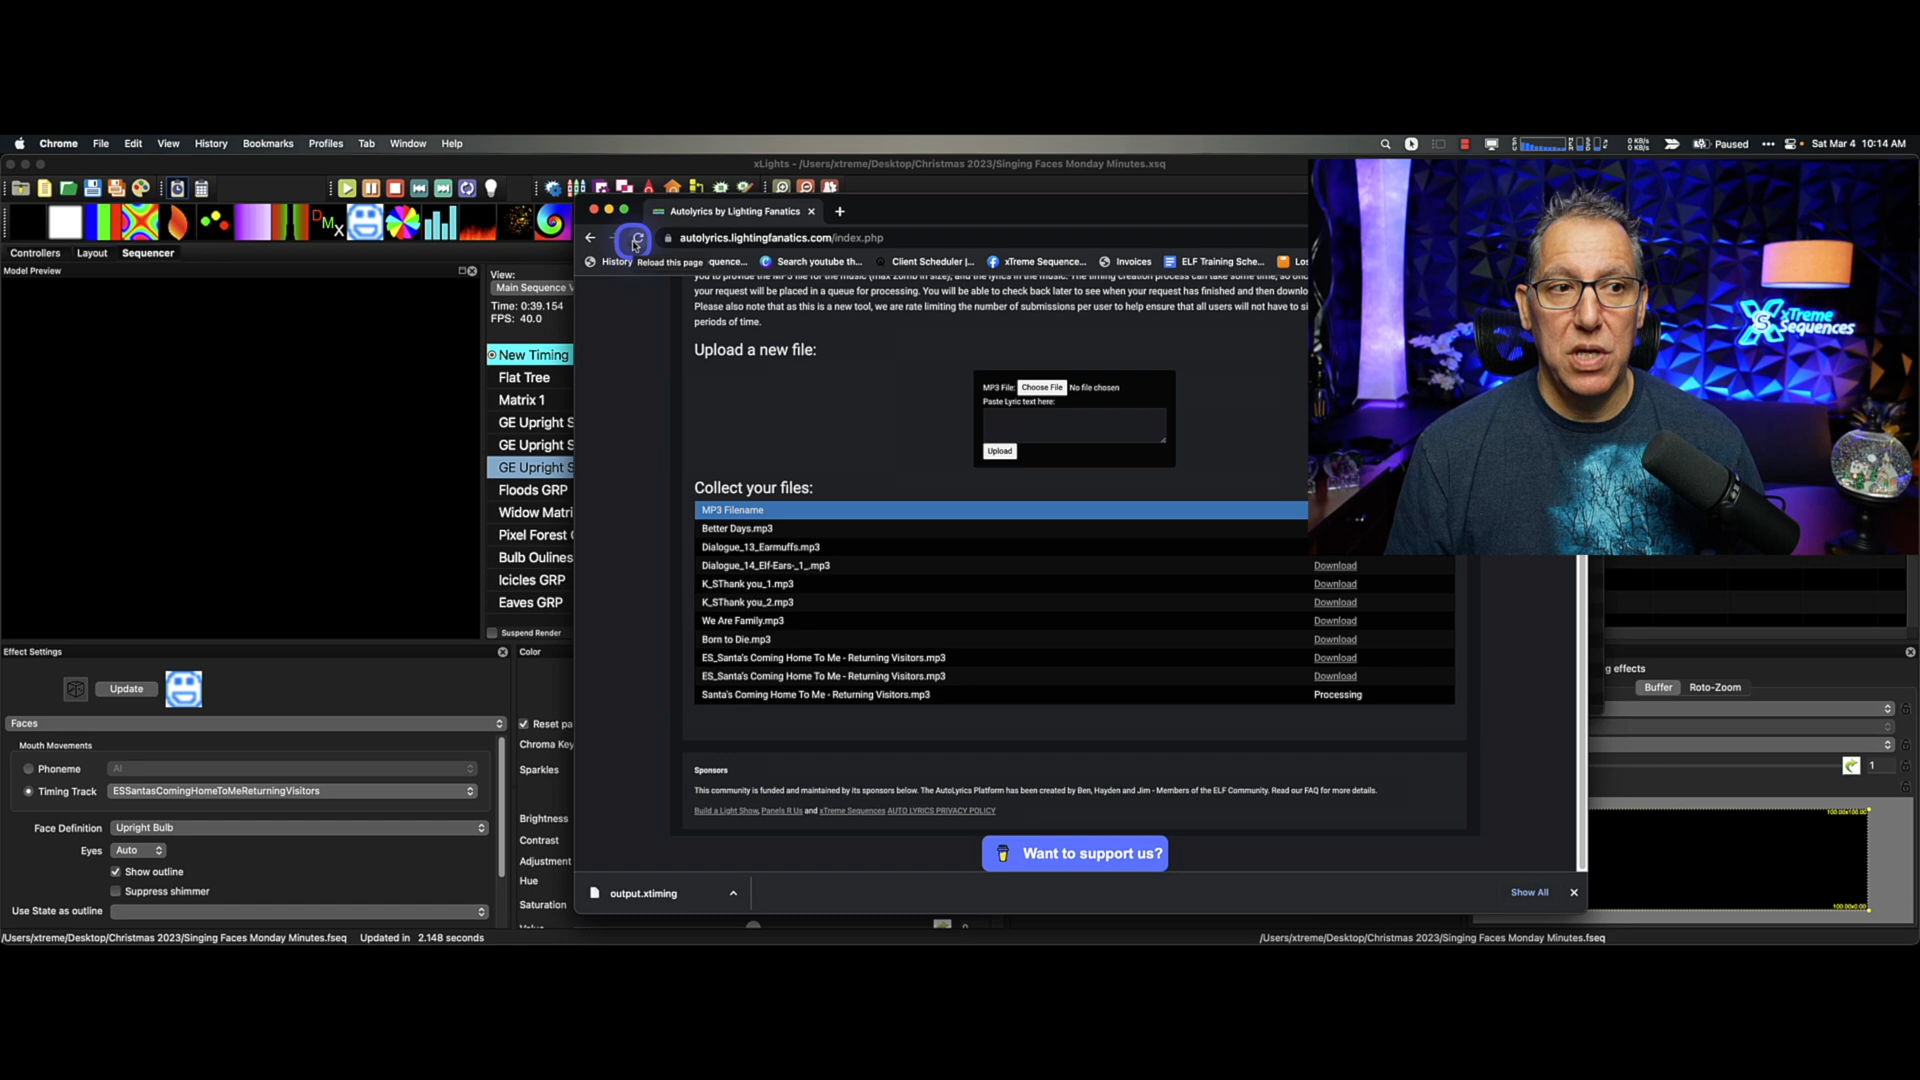 Chrome File Edit View History Bookmarks Profiles Tab Window Help
0 KB/s
0 KB/s
Paused
Sat Mar 4 10:14 AM
xLights - /Users/xtreme/Desktop/Christmas 2023/Singing Faces Monday Minutes.xsq
DMX
Autolyrics by Lighting Fanatics
autolyrics.lightingfanatics.com/index.php
History
Reload this page
quence...
Search youtube th...
Client Scheduler |...
xTreme Sequence...
Invoices
ELF Training Sche...
Los
Controllers Layout Sequencer
Model Preview
View:
Main Sequence V
Time: 0:39.154
FPS: 40.0
New Timing
Flat Tree
Matrix 1
GE Upright S
GE Upright S
GE Upright S
Floods GRP
Widow Matri
Pixel Forest
Bulb Oulines
Icicles GRP
Eaves GRP
Suspend Render
your request will be placed in a queue for processing. You will be able to check back later to see when your request has finished and then downlo
Please also note that as this is a new tool, we are rate limiting the number of submissions per user to help ensure that all users will not have to si
periods of time.
Upload a new file:
MP3 File: Choose File No file chosen
Paste Lyric text here:
Upload
Collect your files:
MP3 Filename
Better Days.mp3
Dialogue_13_Earmuffs.mp3
Dialogue_14_Elf-Ears-_1_.mp3 Download
K_SThank you_1.mp3 Download
K_SThank you_2.mp3 Download
We Are Family.mp3 Download
Born to Die.mp3 Download
ES_Santa's Coming Home To Me - Returning Visitors.mp3 Download
ES_Santa's Coming Home To Me - Returning Visitors.mp3 Download
Santa's Coming Home To Me - Returning Visitors.mp3 Processing
Sponsors
This community is funded and maintained by its sponsors below. The AutoLyrics Platform has been created by Ben, Hayden and Jim - Members of the ELF Community. Read our FAQ for more details.
Build a Light Show, Panels R Us and xTreme Sequences AUTO LYRICS PRIVACY POLICY
Want to support us?
output.xtiming
Show All
xTreme
Sequences
Effect Settings
Update
Faces
Mouth Movements
Phoneme AI
Timing Track ESSantasComingHomeToMeReturningVisitors
Face Definition Upright Bulb
Eyes Auto
Show outline
Suppress shimmer
Use State as outline
Color
Reset pa
Chroma Key
Sparkles
Brightness
Contrast
Adjustment
Hue
Saturation
Value
0
g effects
Buffer Roto-Zoom
1
100.00x100.00
100.00x0.00
/Users/xtreme/Desktop/Christmas 2023/Singing Faces Monday Minutes.fseq Updated in 2.148 seconds
/Users/xtreme/Desktop/Christmas 2023/Singing Faces Monday Minutes.fseq